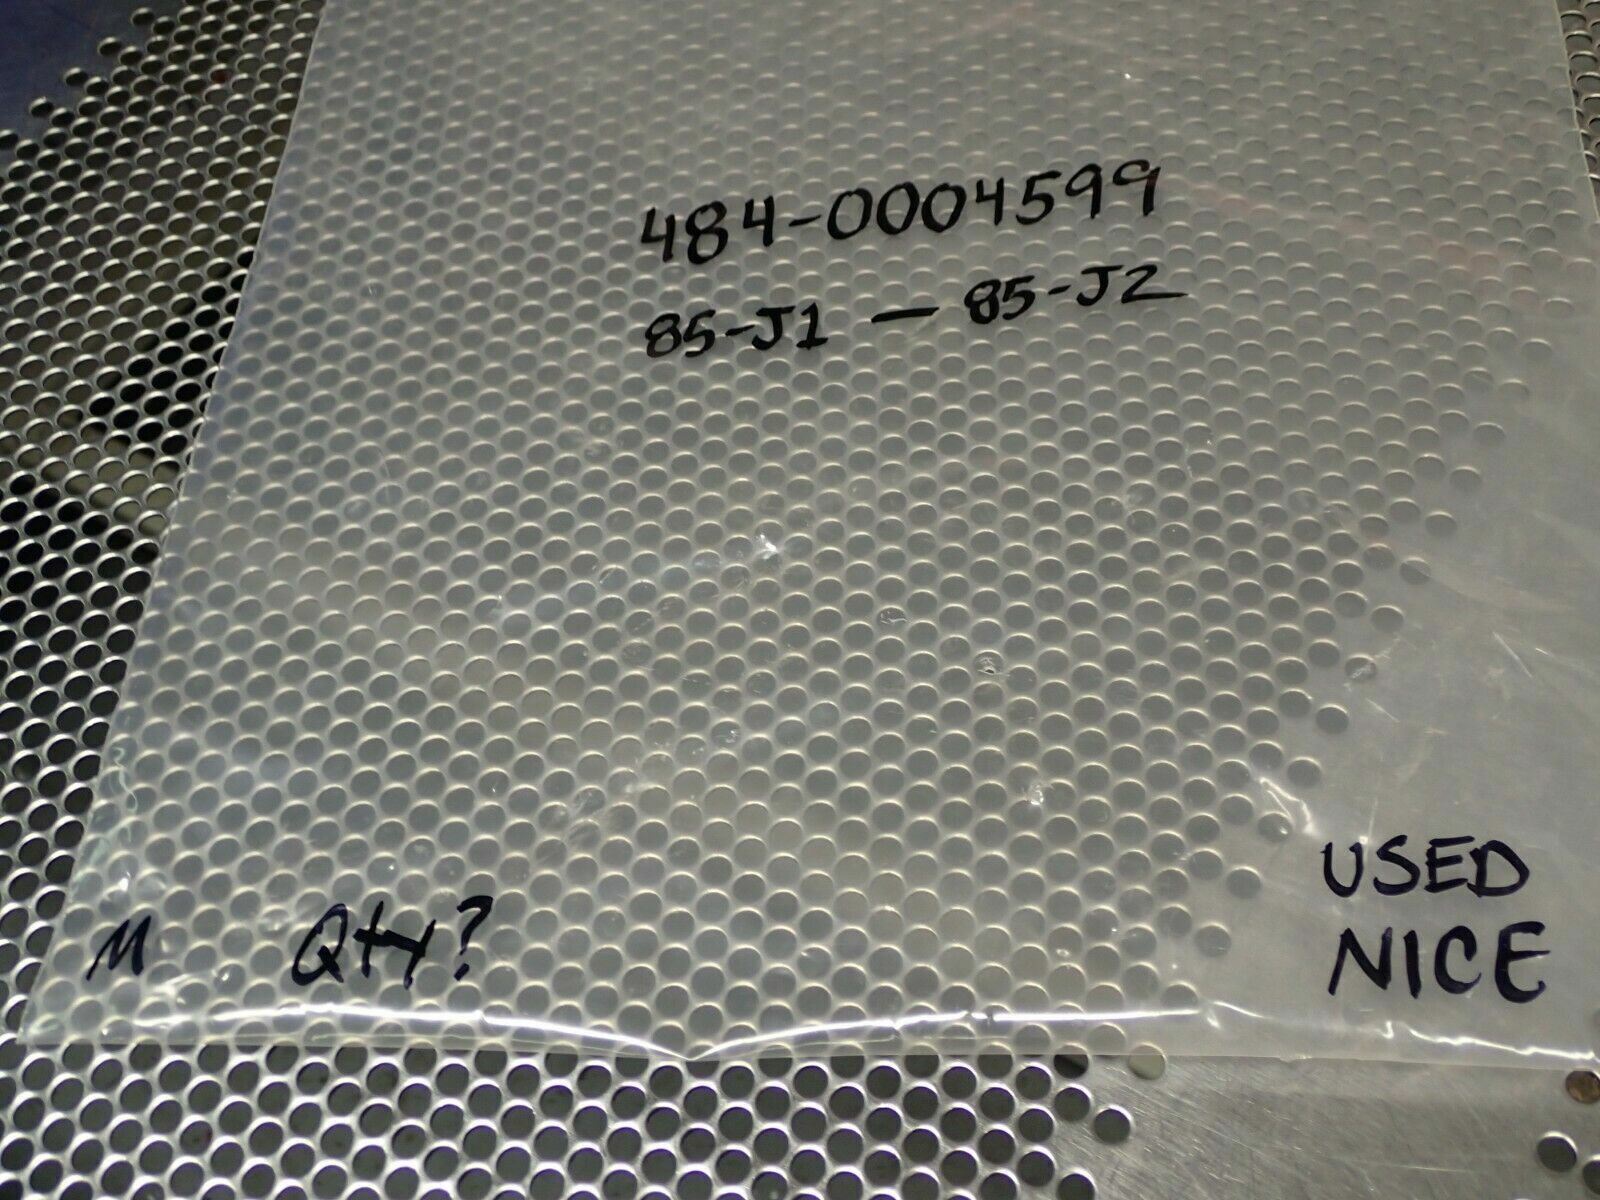 484-0004599
85-J1 — 85-J2
USED
NICE
M Qty?